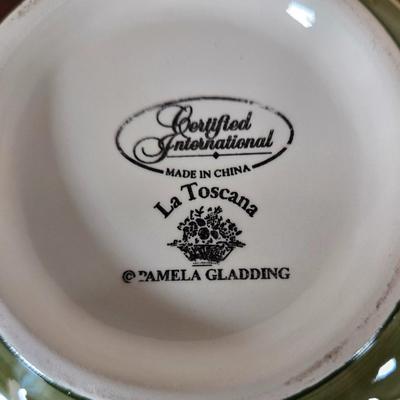 Certified
International
MADE IN CHINA
La Toscana
© PAMELA GLADDING